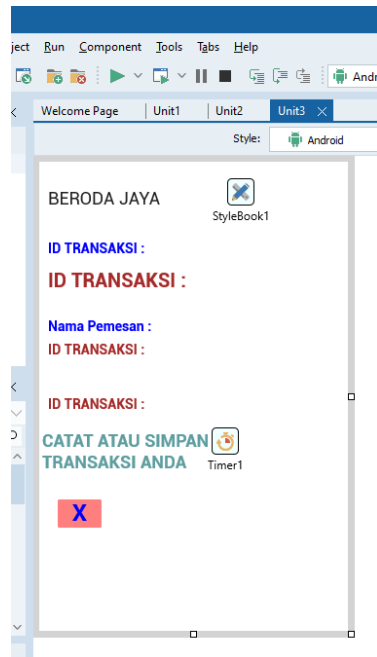 ject Run Component Tools Tabs Help
Andr
Welcome Page Unit1 Unit2 Unit3
Style: Android
BERODA JAYA
StyleBook1
ID TRANSAKSI :
ID TRANSAKSI :
Nama Pemesan :
ID TRANSAKSI :
ID TRANSAKSI :
CATAT ATAU SIMPAN
TRANSAKSI ANDA
Timer1
X